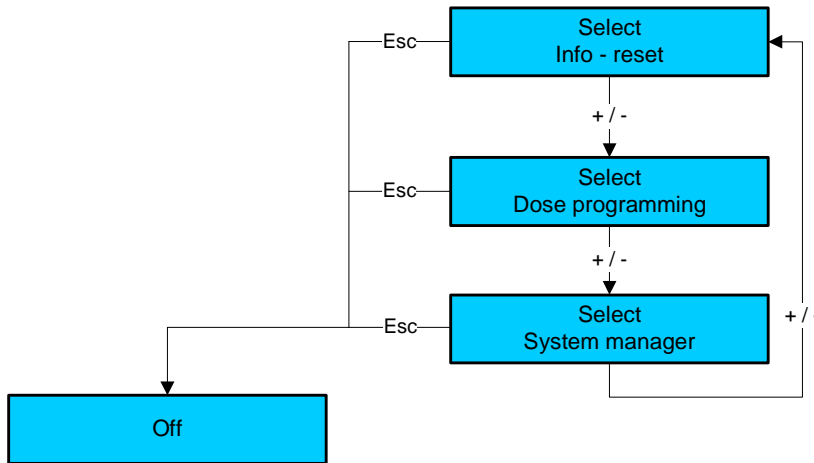 Select
Info - reset
Esc
+ / -
Select
Dose programming
Esc
+ / -
Select
System manager
Esc
+ /
Off